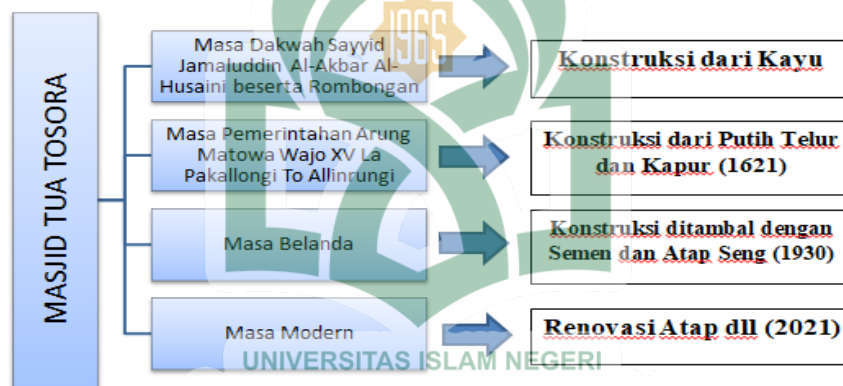 1965
MASJID TUA TOSORA
Masa Dakwah Sayyid
Jamaluddin Al-Akbar Al-
Husaini beserta Rombongan
Konstruksi dari Kayu
Masa Pemerintahan Arung
Matowa Wajo XV La
Pakallongi To Allinrungi
Konstruksi dari Putih Telur
dan Kapur (1621)
Masa Belanda
Konstruksi ditambal dengan
Semen dan Atap Seng (1930)
Masa Modern
Renovasi Atap dll (2021)
UNIVERSITAS ISLAM NEGERI